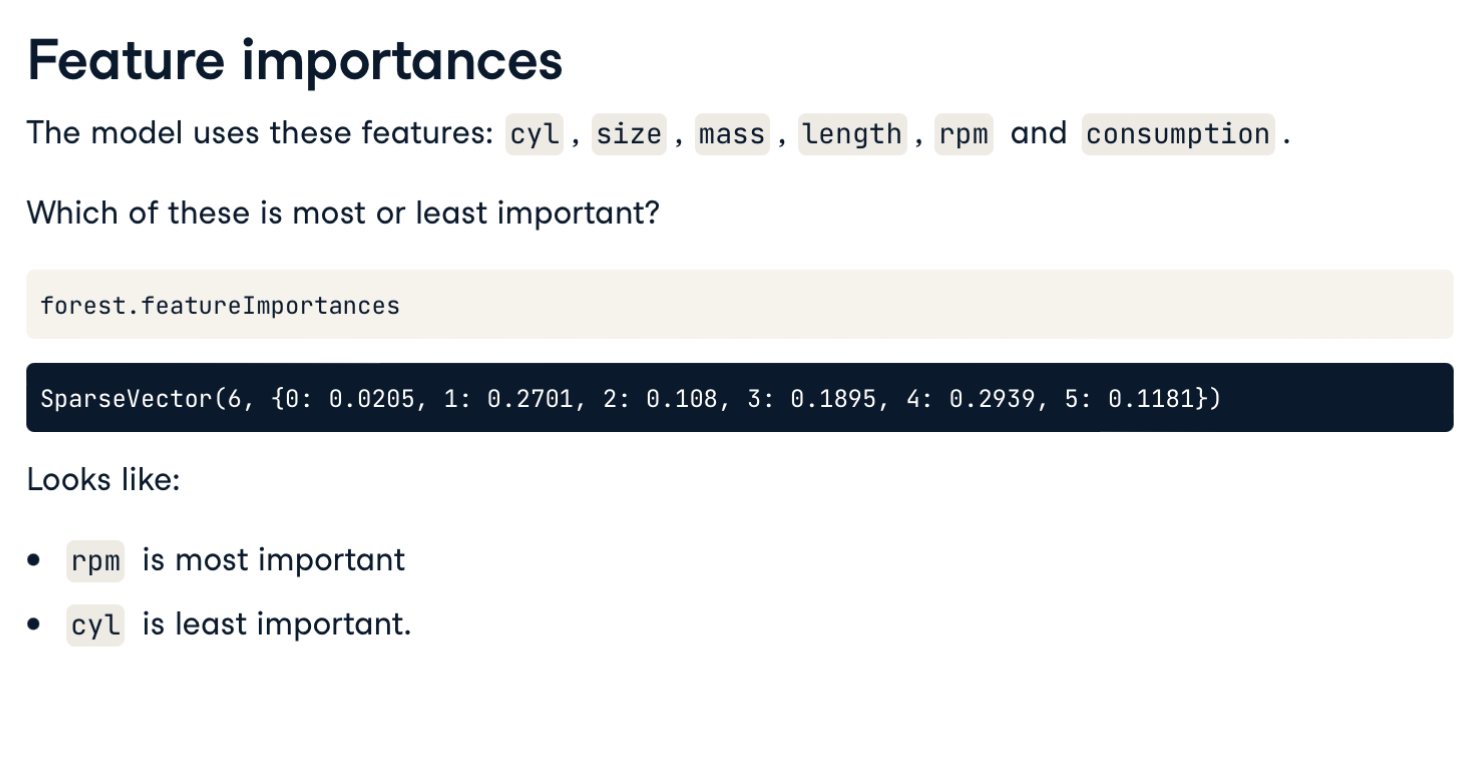 Feature importances
The model uses these features: cyl, size, mass, length, rpm and consumption.
Which of these is most or least important?
forest.featureImportances
SparseVector(6, {0: 0.0205, 1: 0.2701, 2: 0.108, 3: 0.1895, 4: 0.2939, 5: 0.1181})
Looks like:
• rpm is most important
• cyl is least important.